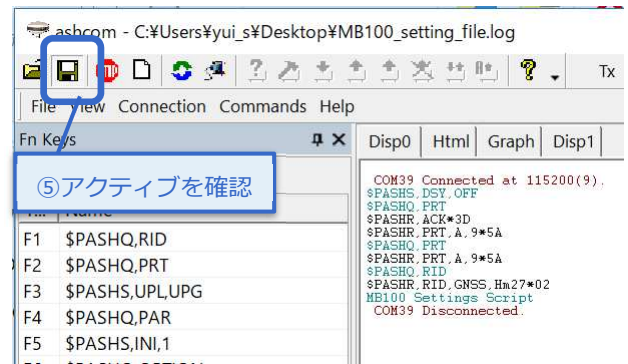 ashcom - C:¥Users¥yui_s¥Desktop¥MB100_setting_file.log
Tx
File View Connection Commands Help
Fn Keys
⑤アクティブを確認
Name
F1 $PASHQ,RID
F2 $PASHQ,PRT
F3 $PASHS,UPL,UPG
F4 $PASHQ,PAR
F5 $PASHS,INI,1
Disp0 Html Graph Disp1
COM39 Connected at 115200(9).
$PASHS,DSY,OFF
$PASHQ,PRT
$PASHR,ACK*3D
$PASHR,PRT,A,9*5A
$PASHQ,PRT
$PASHR,PRT,A,9*5A
$PASHQ,RID
$PASHR,RID,GNSS,Hm27*02
MB100 Settings Script
COM39 Disconnected.